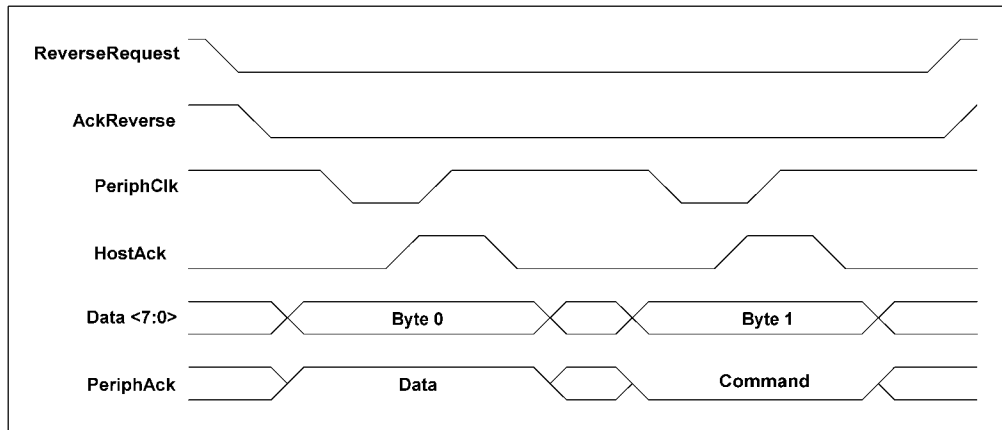 ReverseRequest
AckReverse
PeriphClk
HostAck
Data <7:0> Byte 0 Byte 1
PeriphAck Data Command